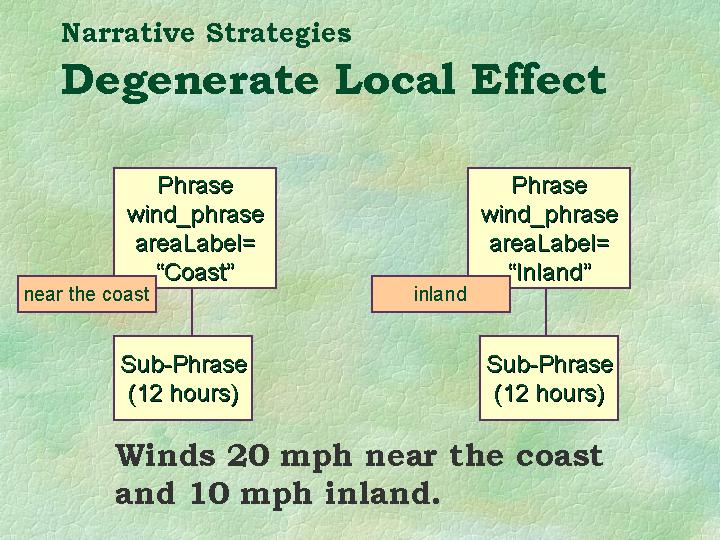 Narrative Strategies
Degenerate Local Effect
Phrase
wind_phrase
areaLabel=
“Coast”
near the coast
Sub-Phrase
(12 hours)
Phrase
wind_phrase
areaLabel=
“Inland”
inland
Sub-Phrase
(12 hours)
Winds 20 mph near the coast
and 10 mph inland.